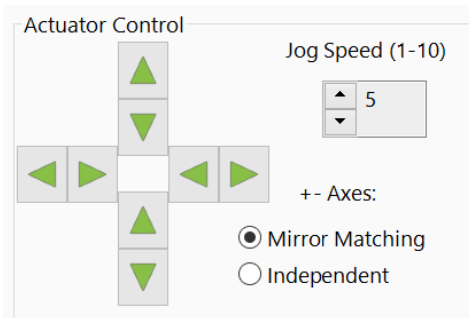 Actuator Control
Jog Speed (1-10)
5
+- Axes:
Mirror Matching
Independent